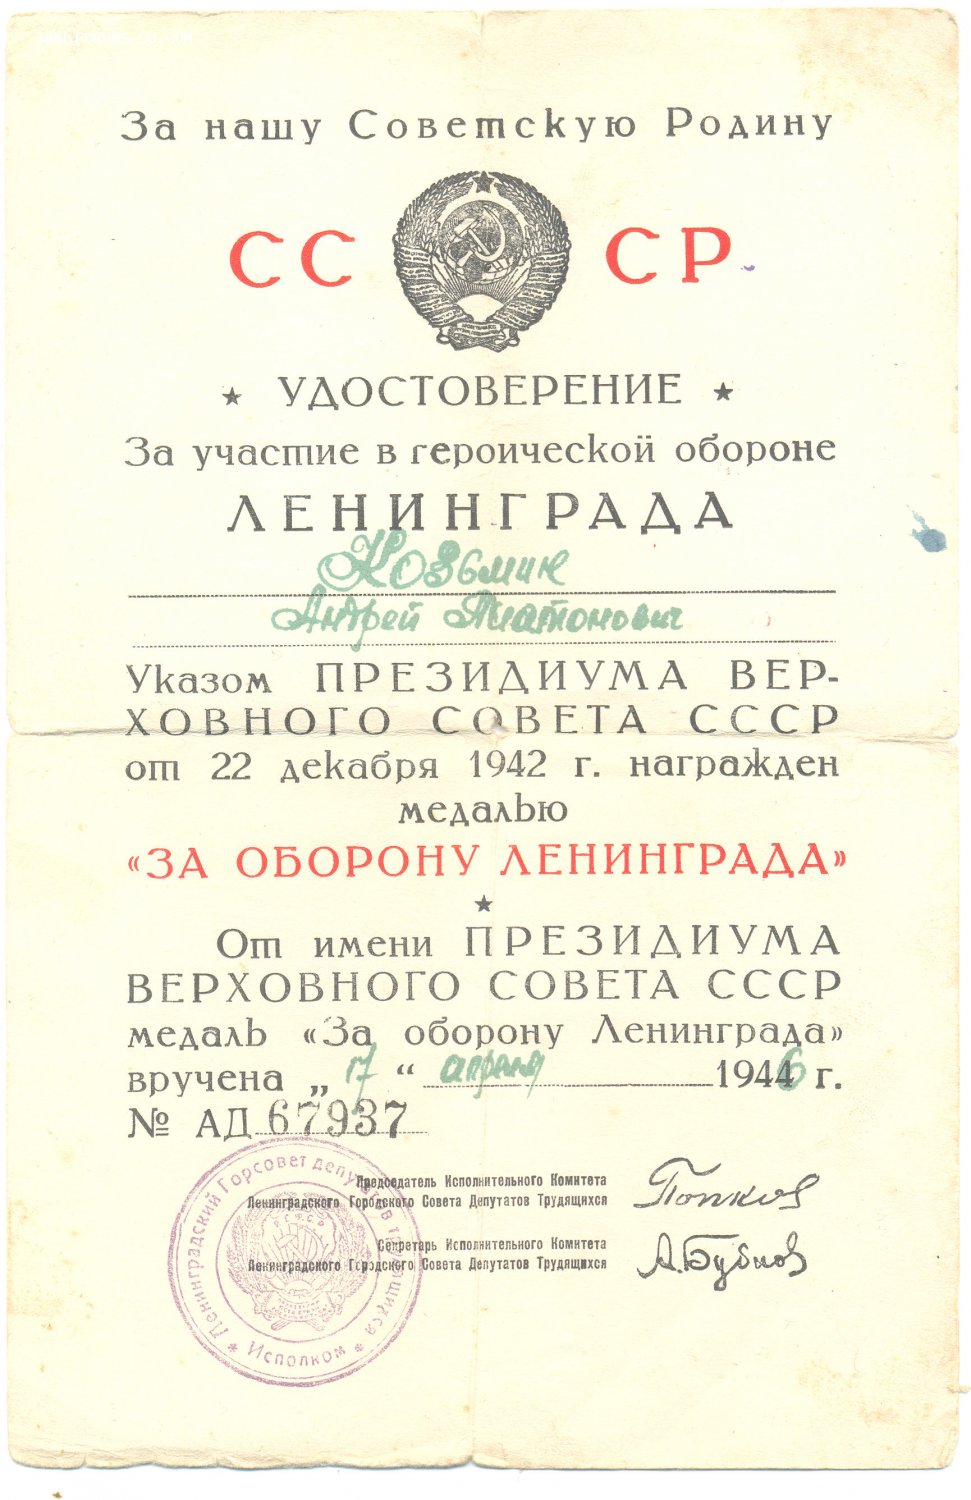 За нашу Советскую Родину
СССР
УДОСТОВЕРЕНИЕ
За участие в героической обороне
ЛЕНИНГРАДА
Козьмин
Андрей Платонович
Указом ПРЕЗИДИУМА ВЕР-
ХОВНОГО СОВЕТА СССР
от 22 декабря 1942 г. награжден
медалью
«ЗА ОБОРОНУ ЛЕНИНГРАДА»
От имени ПРЕЗИДИУМА
ВЕРХОВНОГО СОВЕТА СССР
медаль «За оборону Ленинграда»
вручена „17“ апреля 1946 г.
№ АД 67937
Председатель Исполнительного Комитета
Ленинградского Городского Совета Депутатов Трудящихся
Попков
Секретарь Исполнительного Комитета
Ленинградского Городского Совета Депутатов Трудящихся
А. Бубнов
Ленинградский Горсовет депутатов трудящихся
* Исполком *